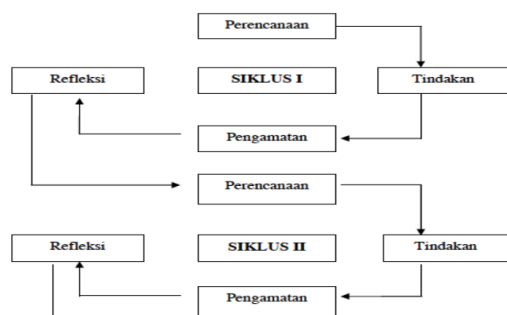 Perencanaan
Refleksi
SIKLUS I
Tindakan
Pengamatan
Perencanaan
Refleksi
SIKLUS II
Tindakan
Pengamatan